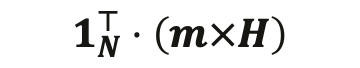 𝟏_𝑵^⊤ · (𝒎×𝑯)